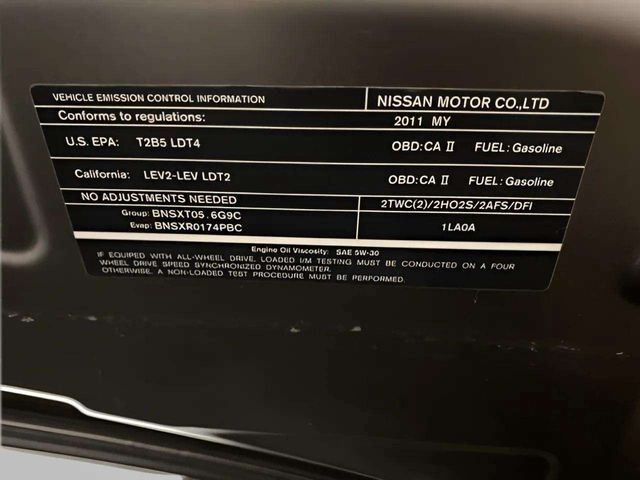 VEHICLE EMISSION CONTROL INFORMATION NISSAN MOTOR CO.,LTD
Conforms to regulations: 2011 MY
U.S. EPA: T2B5 LDT4 OBD:CA II FUEL: Gasoline
California: LEV2-LEV LDT2 OBD:CA II FUEL: Gasoline
NO ADJUSTMENTS NEEDED 2TWC(2)/2HO2S/2AFS/DFI
Group: BNSXT05.6G9C
Evap: BNSXR0174PBC 1LA0A
Engine Oil Viscosity: SAE 5W-30
IF EQUIPPED WITH ALL-WHEEL DRIVE, LOADED I/M TESTING MUST BE CONDUCTED ON A FOUR
WHEEL DRIVE SPEED SYNCHRONIZED DYNAMOMETER.
OTHERWISE, A NON-LOADED TEST PROCEDURE MUST BE PERFORMED.